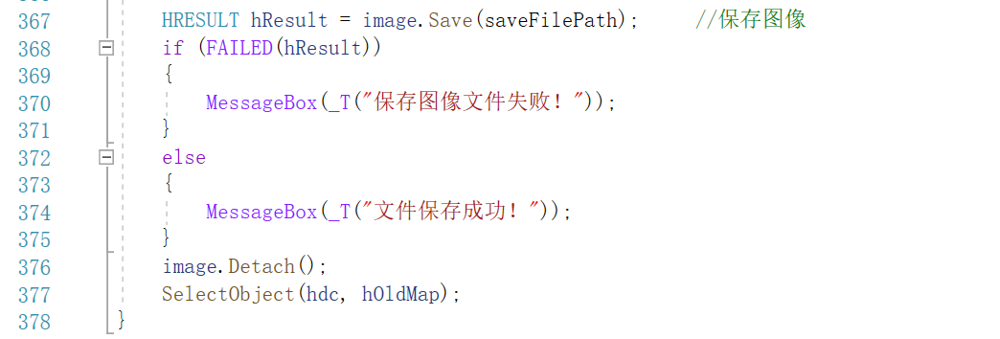 367 HRESULT hResult = image.Save(saveFilePath); //保存图像
368 if (FAILED(hResult))
369 {
370 MessageBox(_T("保存图像文件失败！"));
371 }
372 else
373 {
374 MessageBox(_T("文件保存成功！"));
375 }
376 image.Detach();
377 SelectObject(hdc, hOldMap);
378 }